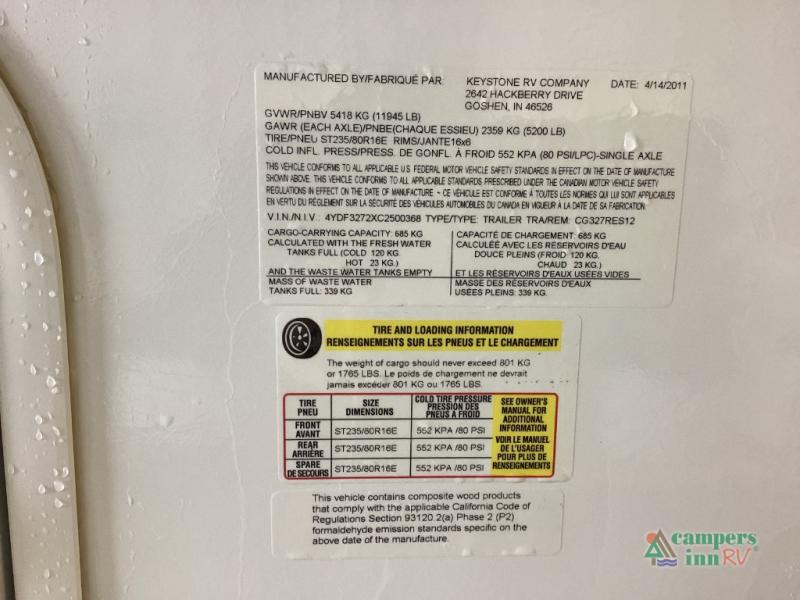 MANUFACTURED BY/FABRIQUÉ PAR: KEYSTONE RV COMPANY DATE: 4/14/2011
2642 HACKBERRY DRIVE
GOSHEN, IN 46526
GVWR/PNBV 5418 KG (11945 LB)
GAWR (EACH AXLE)/PNBE(CHAQUE ESSIEU) 2359 KG (5200 LB)
TIRE/PNEU ST235/80R16E RIMS/JANTE16x6
COLD INFL. PRESS/PRESS. DE GONFL. À FROID 552 KPA (80 PSI/LPC)-SINGLE AXLE
THIS VEHICLE CONFORMS TO ALL APPLICABLE U.S. FEDERAL MOTOR VEHICLE SAFETY STANDARDS IN EFFECT ON THE DATE OF MANUFACTURE
SHOWN ABOVE. THIS VEHICLE CONFORMS TO ALL APPLICABLE STANDARDS PRESCRIBED UNDER THE CANADIAN MOTOR VEHICLE SAFETY
REGULATIONS IN EFFECT ON THE DATE OF MANUFACTURE - CE VÉHICULE EST CONFORME À TOUTES LES NORMES QUI LUI SONT APPLICABLES
EN VERTU DU RÈGLEMENT SUR LA SÉCURITÉ DES VÉHICULES AUTOMOBILES DU CANADA EN VIGUEUR À LA DATE DE SA FABRICATION.
V.I.N./N.I.V.: 4YDF3272XC2500368 TYPE/TYPE: TRAILER TRA/REM: CG327RES12
CARGO-CARRYING CAPACITY: 685 KG
CALCULATED WITH THE FRESH WATER
TANKS FULL (COLD 120 KG.
HOT 23 KG.)
AND THE WASTE WATER TANKS EMPTY
MASS OF WASTE WATER
TANKS FULL: 339 KG
CAPACITÉ DE CHARGEMENT: 685 KG
CALCULÉE AVEC LES RÉSERVOIRS D'EAU
DOUCE PLEINS (FROID 120 KG.
CHAUD 23 KG.)
ET LES RÉSERVOIRS D'EAUX USÉES VIDES
MASSE DES RÉSERVOIRS D'EAUX
USÉES PLEINS: 339 KG.
TIRE AND LOADING INFORMATION
RENSEIGNEMENTS SUR LES PNEUS ET LE CHARGEMENT
The weight of cargo should never exceed 801 KG
or 1765 LBS. Le poids de chargement ne devrait
jamais excéder 801 KG ou 1765 LBS.
TIRE SIZE COLD TIRE PRESSURE
PNEU DIMENSIONS PRESSION DES
PNEUS A FROID
FRONT
AVANT ST235/80R16E 552 KPA /80 PSI
REAR
ARRIÈRE ST235/80R16E 552 KPA /80 PSI
SPARE
DE SECOURS ST235/80R16E 552 KPA /80 PSI
SEE OWNER'S
MANUAL FOR
ADDITIONAL
INFORMATION
VOIR LE MANUEL
DE L'USAGER
POUR PLUS DE
RENSEIGNEMENTS
This vehicle contains composite wood products
that comply with the applicable California Code of
Regulations Section 93120.2(a) Phase 2 (P2)
formaldehyde emission standards specific on the
above date of the manufacture.
campers
inn RV